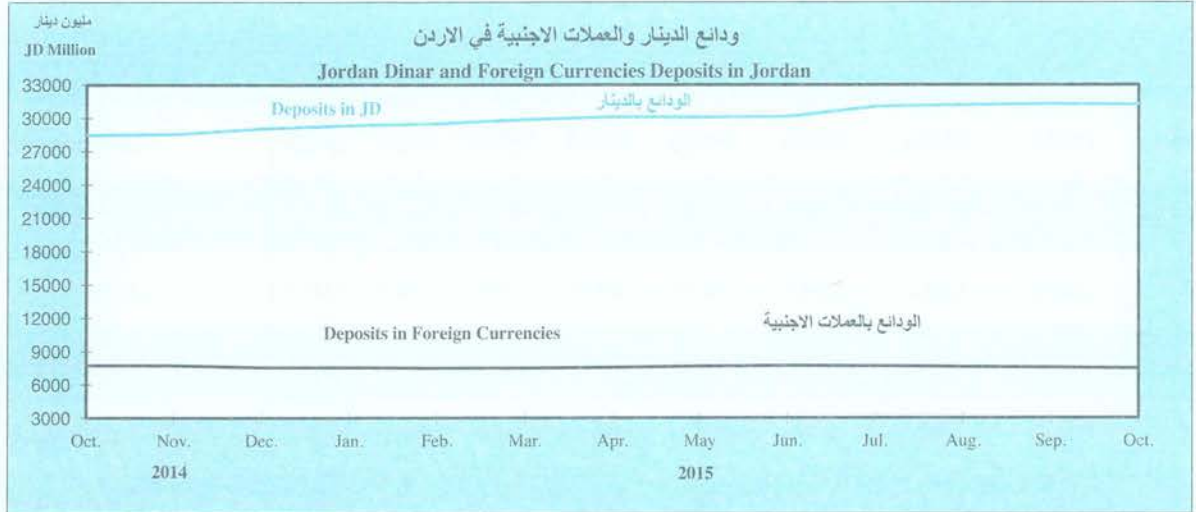 مليون دينار
JD Million
ودائع الدينار والعملات الاجنبية في الاردن
Jordan Dinar and Foreign Currencies Deposits in Jordan
33000
30000
27000
24000
21000
18000
15000
12000
9000
6000
3000
Deposits in JD الودائع بالدينار
Deposits in Foreign Currencies الودائع بالعملات الاجنبية
Oct. Nov. Dec. Jan. Feb. Mar. Apr. May Jun. Jul. Aug. Sep. Oct.
2014 2015